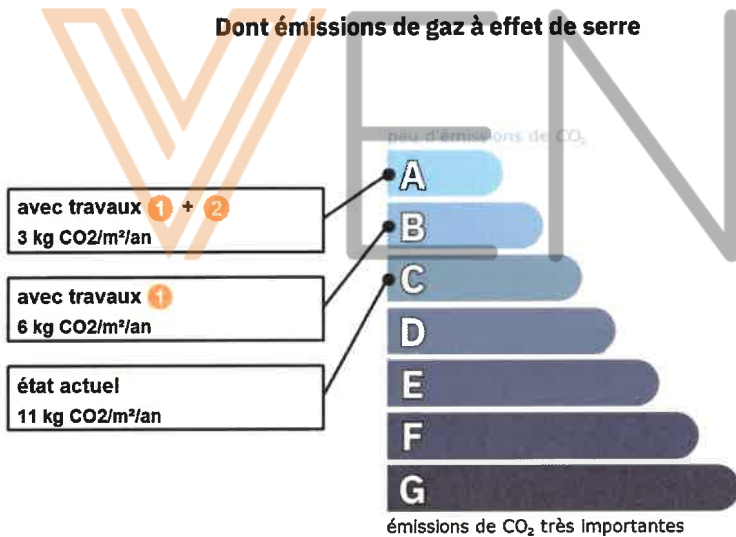 Dont émissions de gaz à effet de serre
VEN
peu d'émissions de CO₂
A
avec travaux 1 + 2
3 kg CO2/m²/an
B
avec travaux 1
6 kg CO2/m²/an
C
état actuel
11 kg CO2/m²/an
D
E
F
G
émissions de CO₂ très importantes